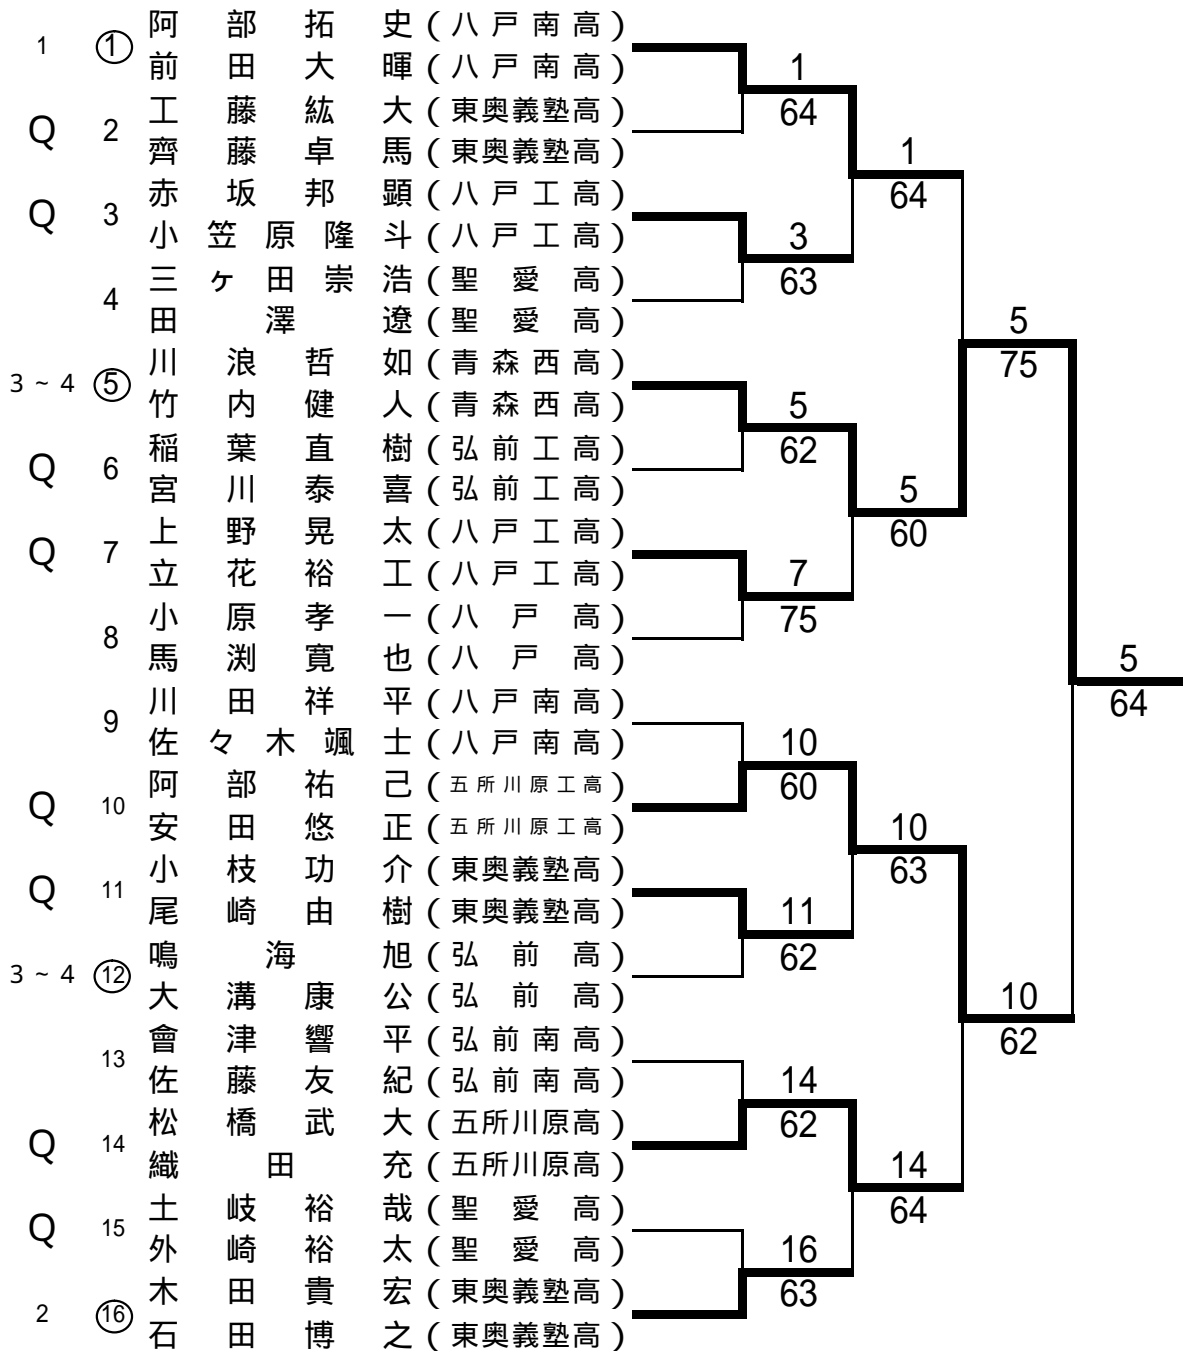 1 ① 阿部拓史(八戸南高)
前田大暉(八戸南高)
Q 2 工藤紘大(東奥義塾高)
齊藤卓馬(東奥義塾高)
Q 3 赤坂邦顕(八戸工高)
小笠原隆斗(八戸工高)
4 三ヶ田崇浩(聖愛高)
田澤遼(聖愛高)
3~4 ⑤ 川浪哲如(青森西高)
竹内健人(青森西高)
Q 6 稲葉直樹(弘前工高)
宮川泰喜(弘前工高)
Q 7 上野晃太(八戸工高)
立花裕工(八戸工高)
8 小原孝一(八戸高)
馬渕寛也(八戸高)
9 川田祥平(八戸南高)
佐々木颯士(八戸南高)
Q 10 阿部祐己(五所川原工高)
安田悠正(五所川原工高)
Q 11 小枝功介(東奥義塾高)
尾崎由樹(東奥義塾高)
3~4 ⑫ 鳴海旭(弘前高)
大溝康公(弘前高)
13 會津響平(弘前南高)
佐藤友紀(弘前南高)
Q 14 松橋武大(五所川原高)
織田充(五所川原高)
Q 15 土岐裕哉(聖愛高)
外崎裕太(聖愛高)
2 ⑯ 木田貴宏(東奥義塾高)
石田博之(東奥義塾高)
1
64
3
63
5
62
7
75
10
60
11
62
14
62
16
63
1
64
5
60
10
63
14
64
5
75
10
62
5
64